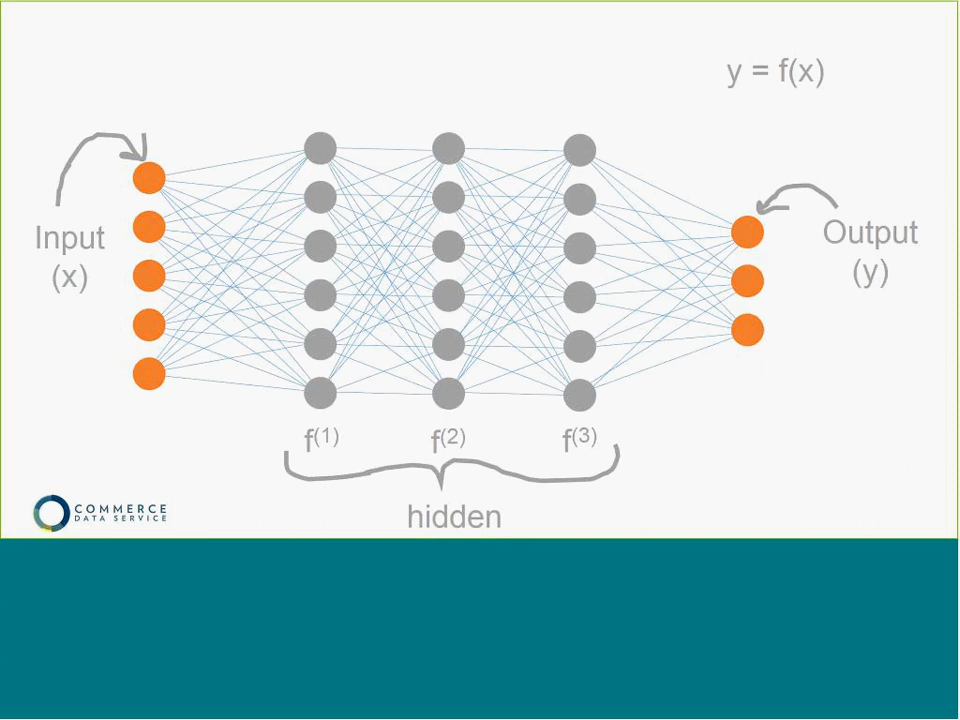 y = f(x)
Input
(x)
Output
(y)
f(1)
f(2)
f(3)
hidden
COMMERCE
DATA SERVICE